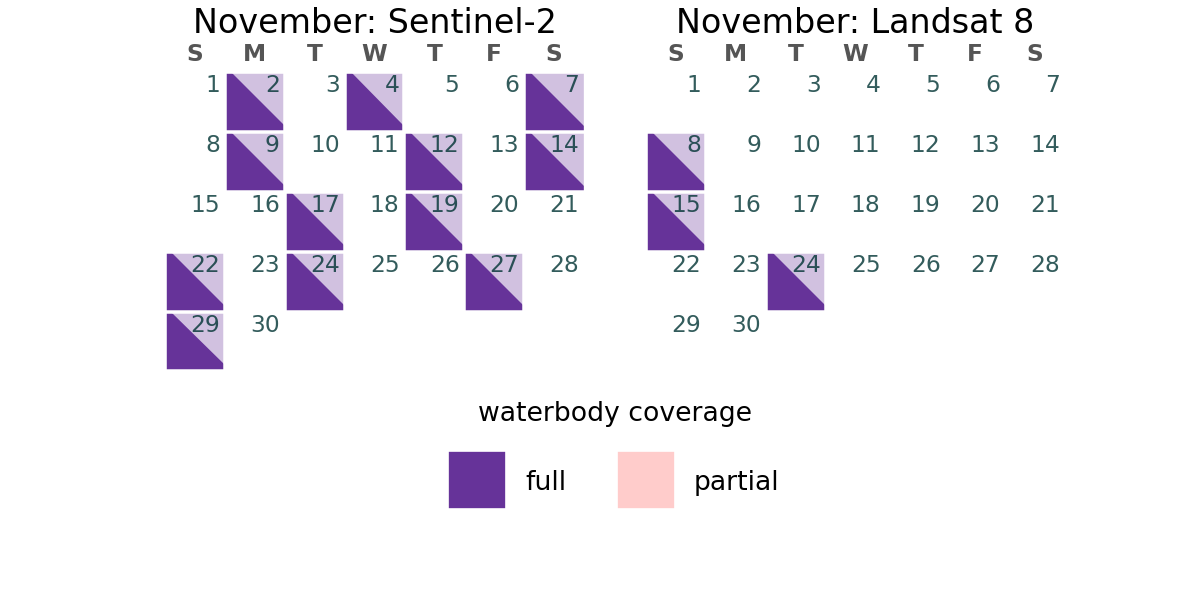 November: Sentinel-2
S M T W T F S
1 2 3 4 5 6 7
8 9 10 11 12 13 14
15 16 17 18 19 20 21
22 23 24 25 26 27 28
29 30
November: Landsat 8
S M T W T F S
1 2 3 4 5 6 7
8 9 10 11 12 13 14
15 16 17 18 19 20 21
22 23 24 25 26 27 28
29 30
waterbody coverage
full partial